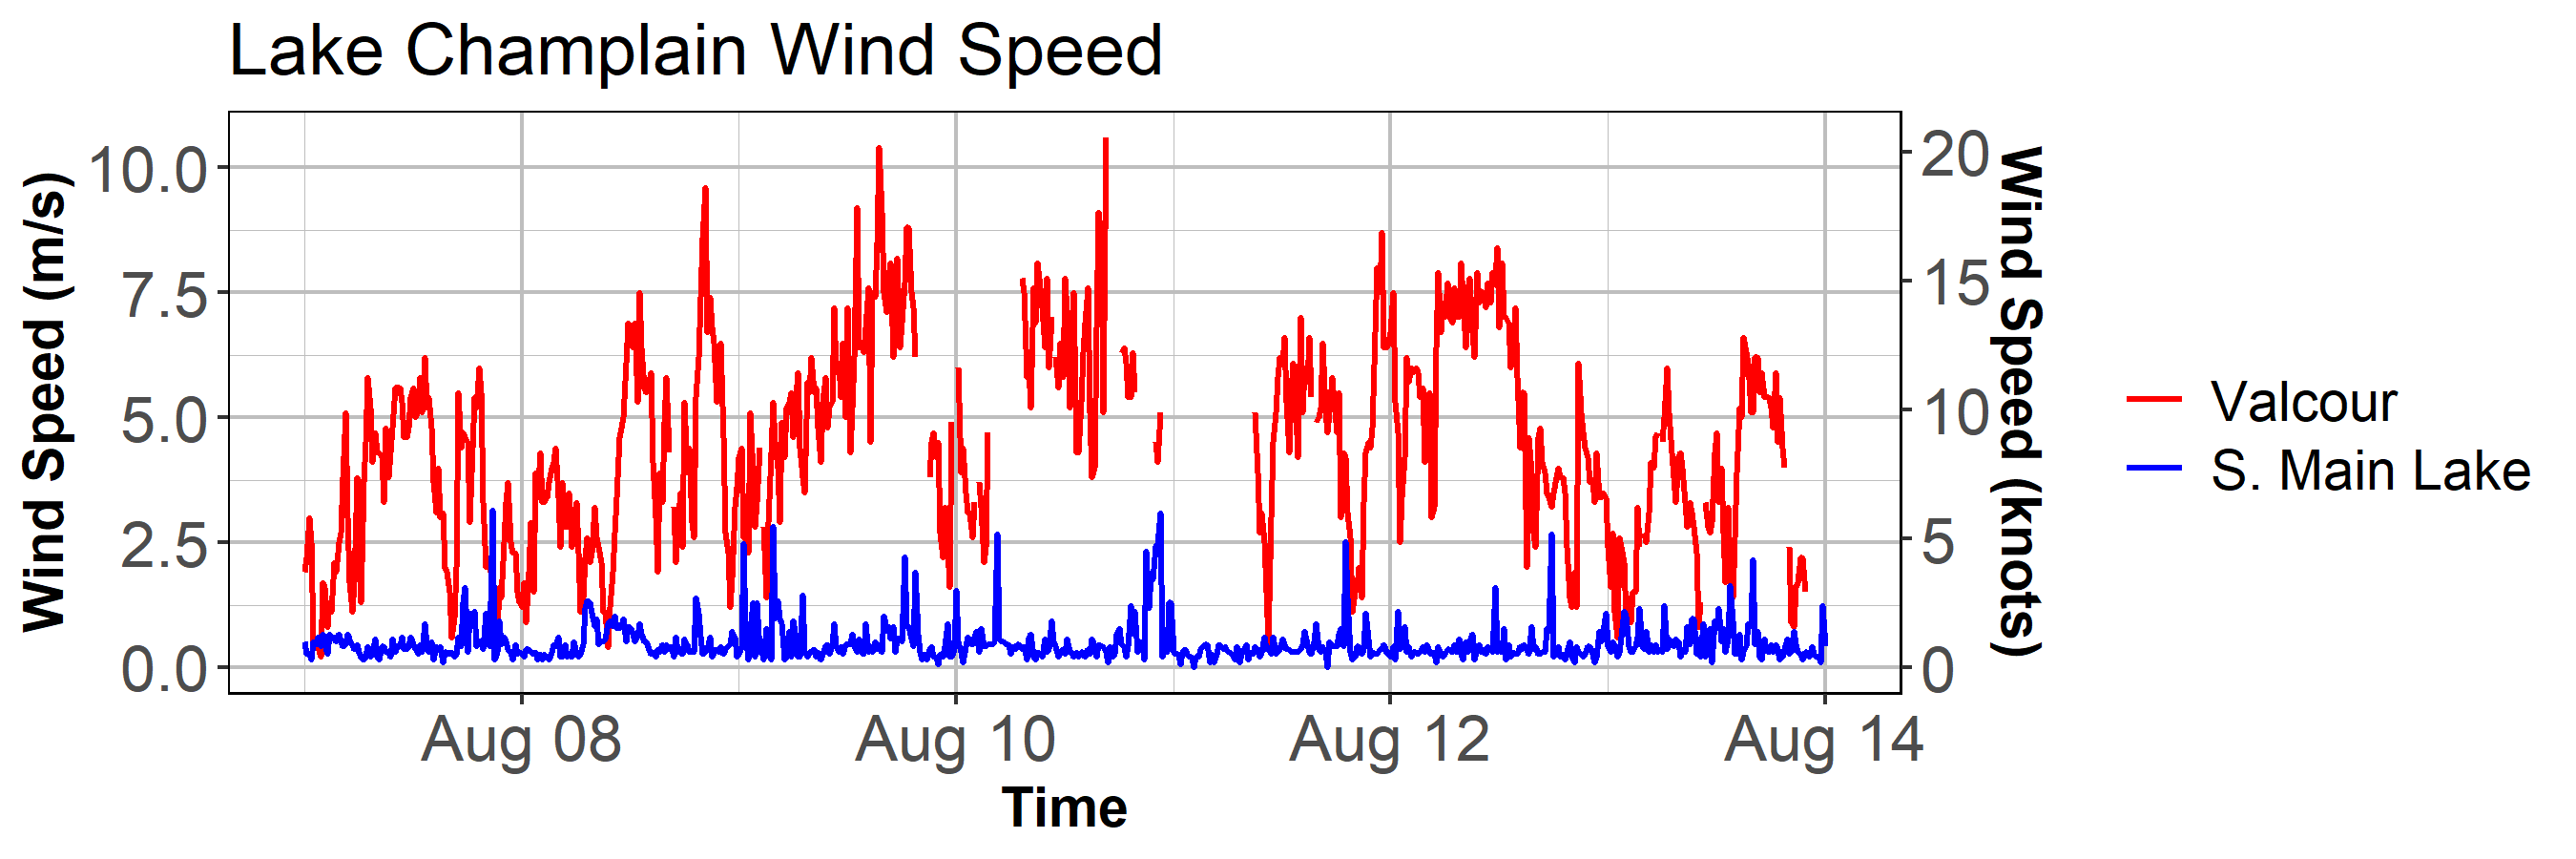 Lake Champlain Wind Speed
Wind Speed (m/s)
10.0
7.5
5.0
2.5
0.0
20
15
10
5
0
Wind Speed (knots)
Aug 08
Aug 10
Aug 12
Aug 14
Time
Valcour
S. Main Lake